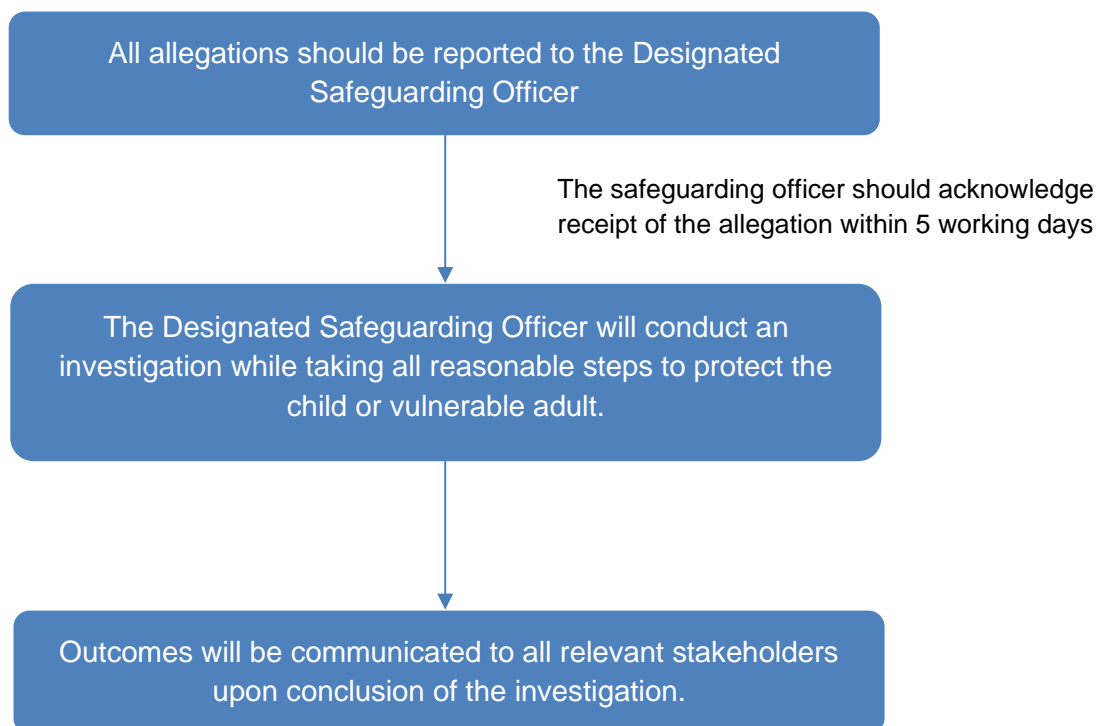 All allegations should be reported to the Designated
Safeguarding Officer
The safeguarding officer should acknowledge
receipt of the allegation within 5 working days
The Designated Safeguarding Officer will conduct an
investigation while taking all reasonable steps to protect the
child or vulnerable adult.
Outcomes will be communicated to all relevant stakeholders
upon conclusion of the investigation.